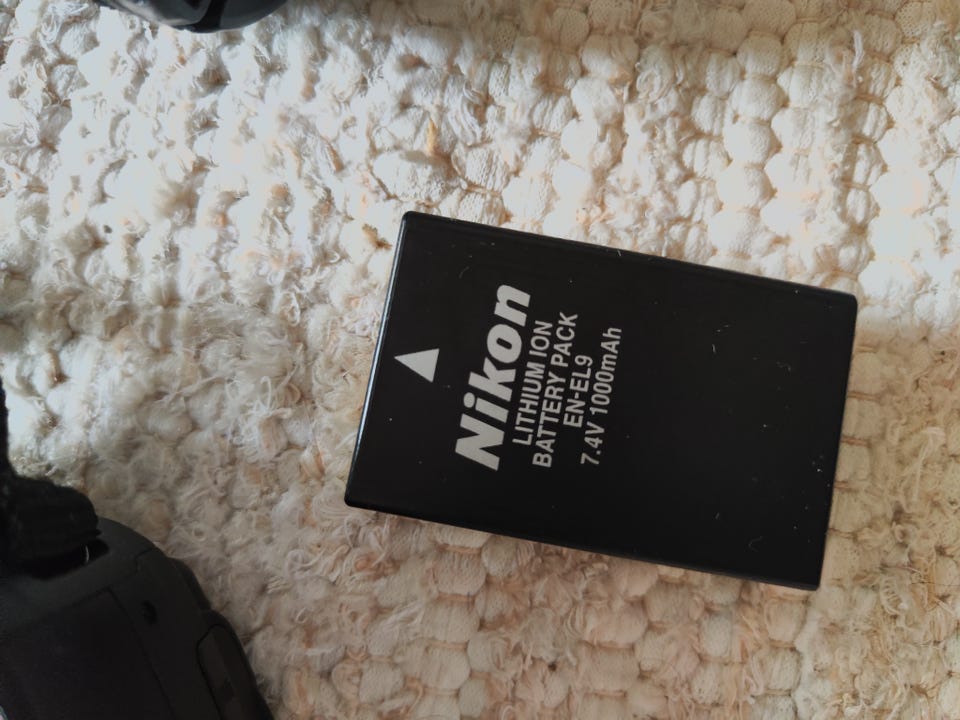 Nikon
LITHIUM ION
BATTERY PACK
EN-EL9
7.4V 1000mAh